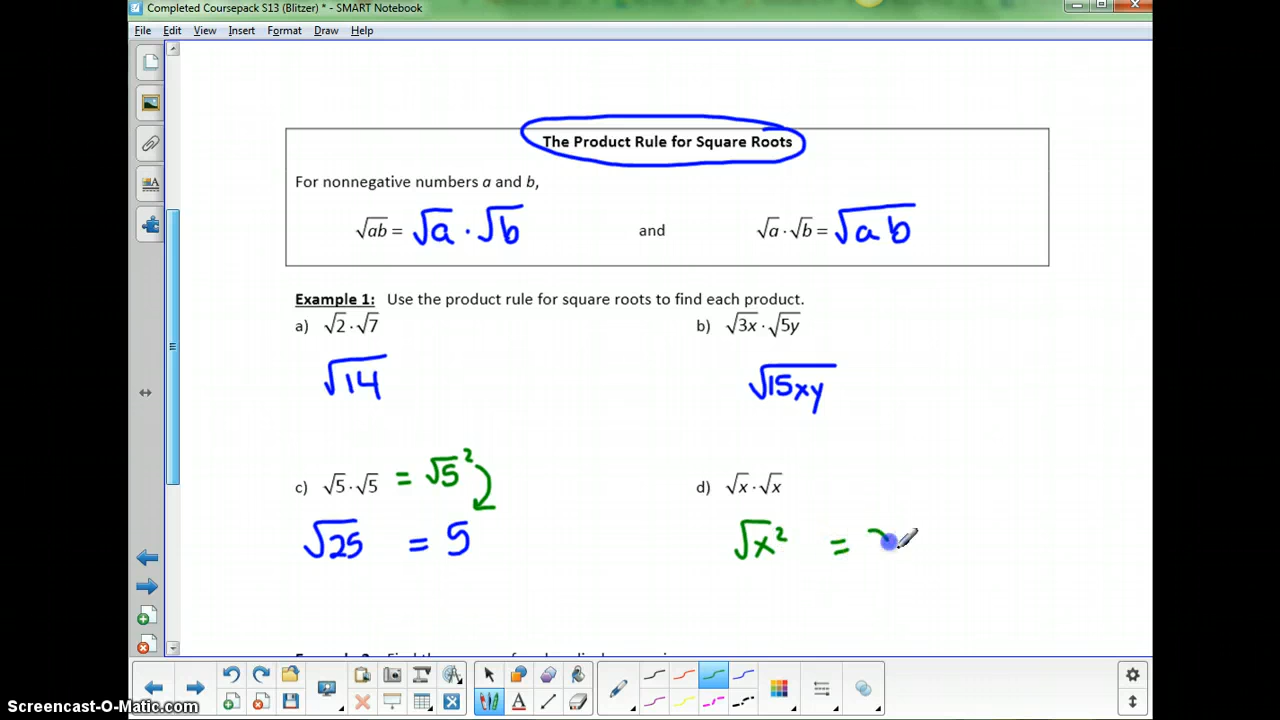 Completed Coursepack S13 (Blitzer) * - SMART Notebook
File Edit View Insert Format Draw Help
The Product Rule for Square Roots
For nonnegative numbers a and b,
√ab = √a · √b and √a · √b = √ab
Example 1: Use the product rule for square roots to find each product.
a) √2 · √7 b) √3x · √5y
√14 √15xy
c) √5 · √5 = √5² d) √x · √x
√25 = 5 √x² =
Screencast-O-Matic.com